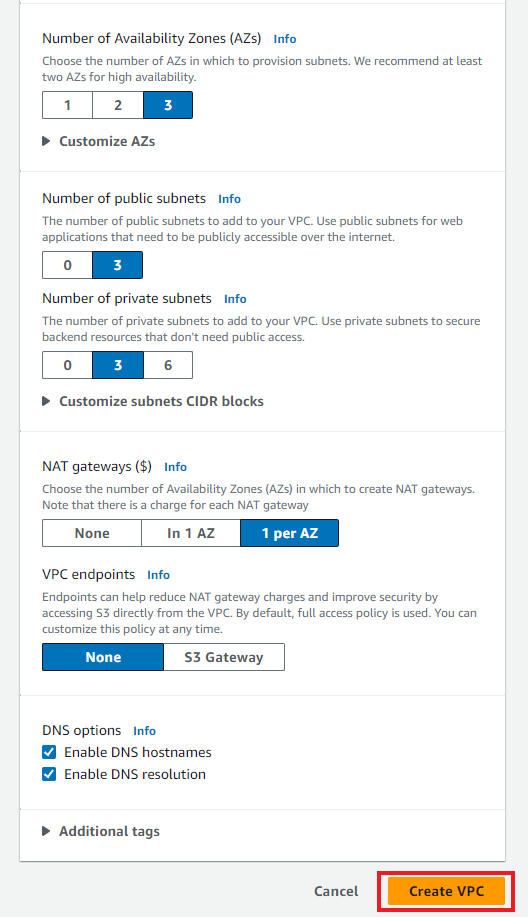 Number of Availability Zones (AZs) Info
Choose the number of AZs in which to provision subnets. We recommend at least
two AZs for high availability.
1 2 3
Customize AZs
Number of public subnets Info
The number of public subnets to add to your VPC. Use public subnets for web
applications that need to be publicly accessible over the internet.
0 3
Number of private subnets Info
The number of private subnets to add to your VPC. Use private subnets to secure
backend resources that don't need public access.
0 3 6
Customize subnets CIDR blocks
NAT gateways ($) Info
Choose the number of Availability Zones (AZs) in which to create NAT gateways.
Note that there is a charge for each NAT gateway
None In 1 AZ 1 per AZ
VPC endpoints Info
Endpoints can help reduce NAT gateway charges and improve security by
accessing S3 directly from the VPC. By default, full access policy is used. You can
customize this policy at any time.
None S3 Gateway
DNS options Info
Enable DNS hostnames
Enable DNS resolution
Additional tags
Cancel Create VPC